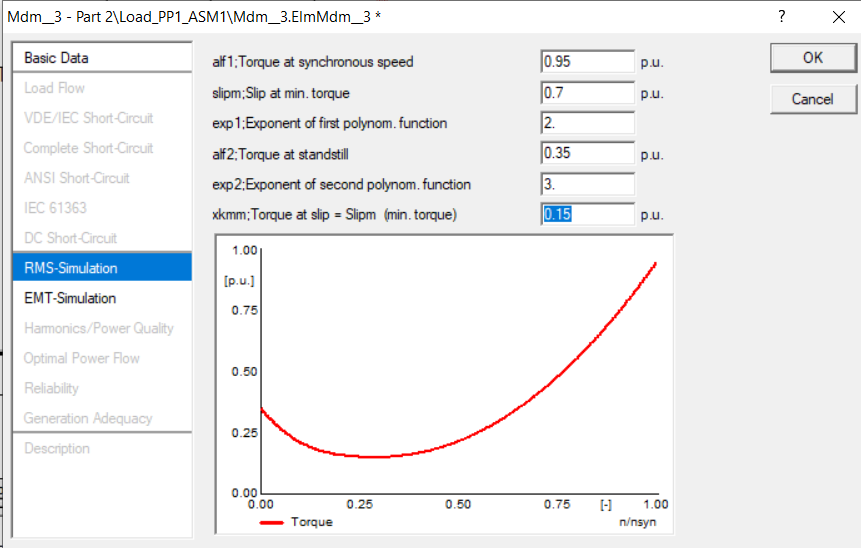 Mdm__3 - Part 2\Load_PP1_ASM1\Mdm__3.ElmMdm__3 *
?
Basic Data
Load Flow
VDE/IEC Short-Circuit
Complete Short-Circuit
ANSI Short-Circuit
IEC 61363
DC Short-Circuit
RMS-Simulation
EMT-Simulation
Harmonics/Power Quality
Optimal Power Flow
Reliability
Generation Adequacy
Description
alf1;Torque at synchronous speed 0.95 p.u.
slipm;Slip at min. torque 0.7 p.u.
exp1;Exponent of first polynom. function 2.
alf2;Torque at standstill 0.35 p.u.
exp2;Exponent of second polynom. function 3.
xkmm;Torque at slip = Slipm (min. torque) 0.15 p.u.
OK
Cancel
1.00
[p.u.]
0.75
0.50
0.25
0.00
0.00 0.25 0.50 0.75 [-] 1.00
Torque n/nsyn